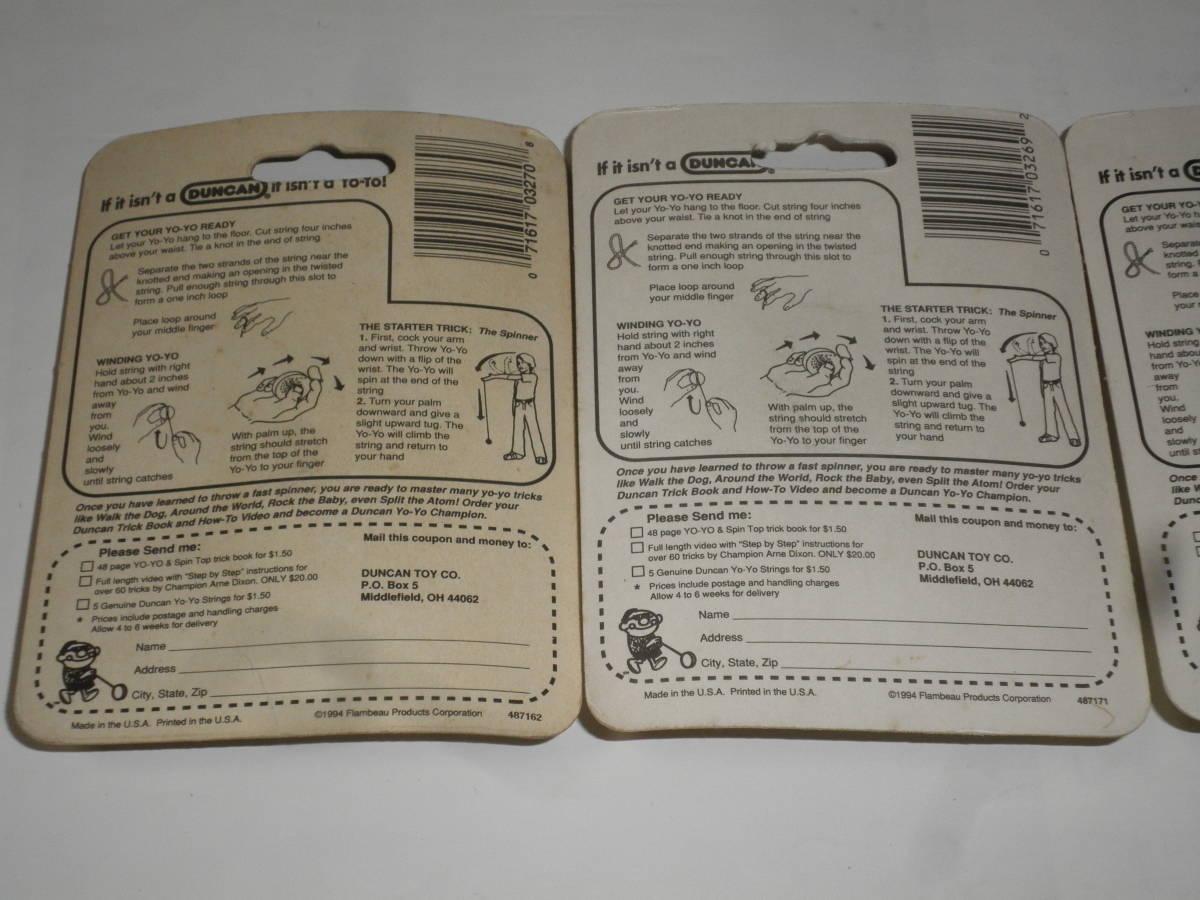 If it isn't a DUNCAN® it isn't a Yo-Yo!
0 71617 03270 8
GET YOUR YO-YO READY
Let your Yo-Yo hang to the floor. Cut string four inches
above your waist. Tie a knot in the end of string
Separate the two strands of the string near the
knotted end making an opening in the twisted
string. Pull enough string through this slot to
form a one inch loop
Place loop around
your middle finger
WINDING YO-YO
Hold string with right
hand about 2 inches
from Yo-Yo and wind
away
from
you.
Wind
loosely
and
slowly
until string catches
With palm up, the
string should stretch
from the top of the
Yo-Yo to your finger
THE STARTER TRICK: The Spinner
1. First, cock your arm
and wrist. Throw Yo-Yo
down with a flip of the
wrist. The Yo-Yo will
spin at the end of the
string
2. Turn your palm
downward and give a
slight upward tug. The
Yo-Yo will climb the
string and return to
your hand
Once you have learned to throw a fast spinner, you are ready to master many yo-yo tricks
like Walk the Dog, Around the World, Rock the Baby, even Split the Atom! Order your
Duncan Trick Book and How-To Video and become a Duncan Yo-Yo Champion.
Please Send me:
48 page YO-YO & Spin Top trick book for $1.50
Full length video with "Step by Step" instructions for
over 60 tricks by Champion Arne Dixon. ONLY $20.00
5 Genuine Duncan Yo-Yo Strings for $1.50
* Prices include postage and handling charges
Allow 4 to 6 weeks for delivery
Mail this coupon and money to:
DUNCAN TOY CO.
P.O. Box 5
Middlefield, OH 44062
Name
Address
City, State, Zip
Made in the U.S.A. Printed in the U.S.A.
©1994 Flambeau Products Corporation
487162
If it isn't a DUNCAN®
0 71617 03269 2
GET YOUR YO-YO READY
Let your Yo-Yo hang to the floor. Cut string four inches
above your waist. Tie a knot in the end of string
Separate the two strands of the string near the
knotted end making an opening in the twisted
string. Pull enough string through this slot to
form a one inch loop
Place loop around
your middle finger
WINDING YO-YO
Hold string with right
hand about 2 inches
from Yo-Yo and wind
away
from
you.
Wind
loosely
and
slowly
until string catches
With palm up, the
string should stretch
from the top of the
Yo-Yo to your finger
THE STARTER TRICK: The Spinner
1. First, cock your arm
and wrist. Throw Yo-Yo
down with a flip of the
wrist. The Yo-Yo will
spin at the end of the
string
2. Turn your palm
downward and give a
slight upward tug. The
Yo-Yo will climb the
string and return to
your hand
Once you have learned to throw a fast spinner, you are ready to master many yo-yo tricks
like Walk the Dog, Around the World, Rock the Baby, even Split the Atom! Order your
Duncan Trick Book and How-To Video and become a Duncan Yo-Yo Champion.
Please Send me:
48 page YO-YO & Spin Top trick book for $1.50
Full length video with "Step by Step" instructions for
over 60 tricks by Champion Arne Dixon. ONLY $20.00
5 Genuine Duncan Yo-Yo Strings for $1.50
* Prices include postage and handling charges
Allow 4 to 6 weeks for delivery
Mail this coupon and money to:
DUNCAN TOY CO.
P.O. Box 5
Middlefield, OH 44062
Name
Address
City, State, Zip
Made in the U.S.A. Printed in the U.S.A.
©1994 Flambeau Products Corporation
487171
If it isn't a
GET YOUR YO-
Let your Yo-Yo
above your
knotted
string.
form a
Place
WINDING
Hold string
hand
from Yo-Yo
away
from
you.
Wind
loosely
and
slowly
until
Once
like